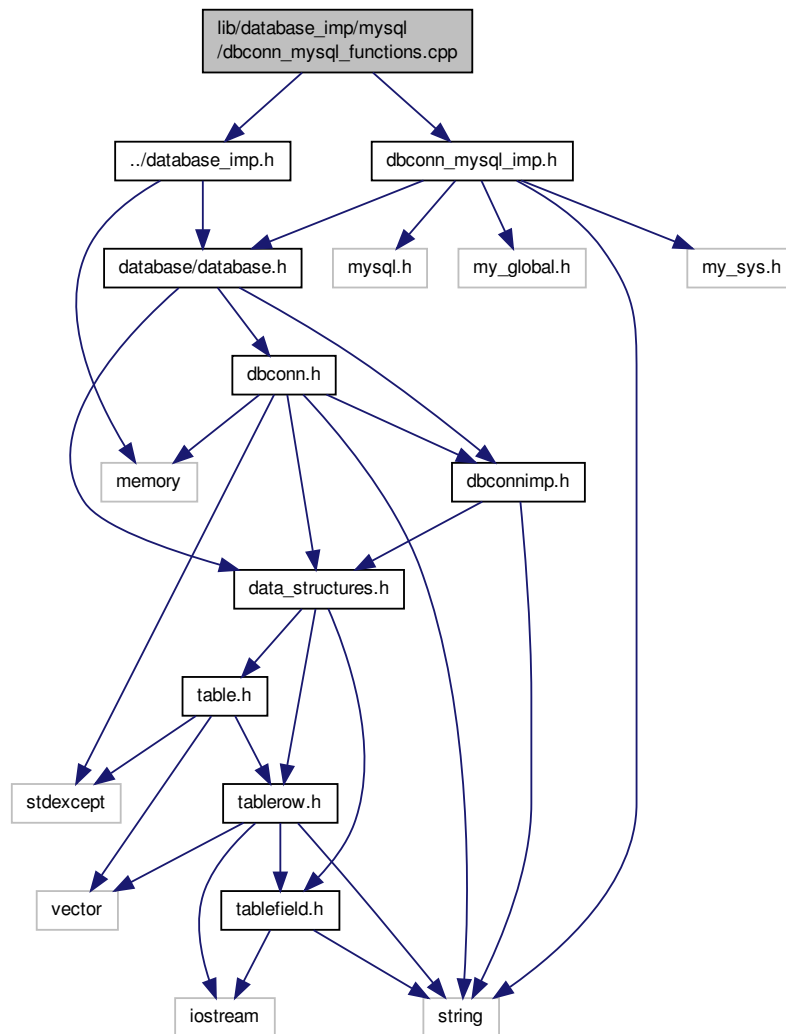 lib/database_imp/mysql
/dbconn_mysql_functions.cpp
../database_imp.h
dbconn_mysql_imp.h
database/database.h
mysql.h
my_global.h
my_sys.h
dbconn.h
memory
dbconnimp.h
data_structures.h
table.h
stdexcept
tablerow.h
vector
tablefield.h
iostream
string